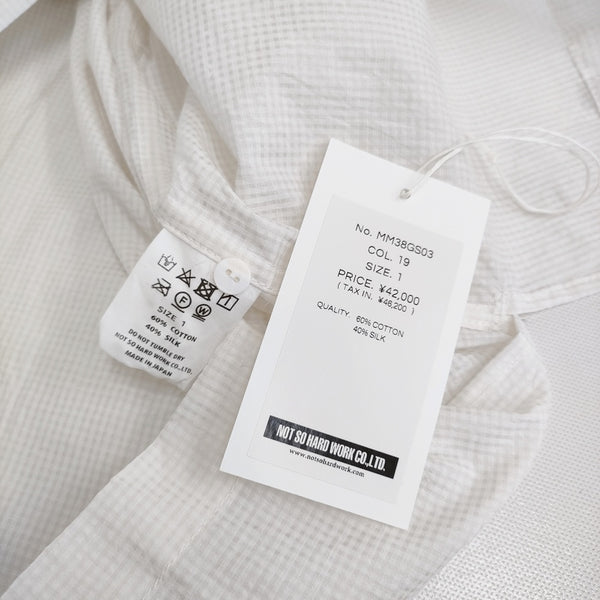 No. MM38GS03
COL. 19
SIZE. 1
PRICE. ¥42,000
( TAX IN. ¥46,200 )
QUALITY 60% COTTON
40% SILK
NOT SO HARD WORK CO.,LTD.
www.notsohardwork.com
SIZE 1
60% COTTON
40% SILK
DO NOT TUMBLE DRY
NOT SO HARD WORK CO.,LTD.
MADE IN JAPAN